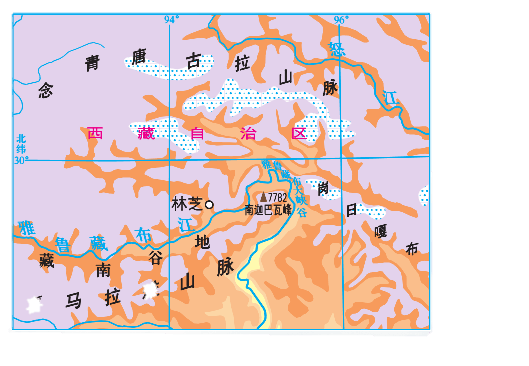 94°
96°
念青唐古拉山脉
怒江
西藏自治区
北纬
30°
雅鲁藏布大峡谷
林芝
7782
南迦巴瓦峰
岗日嘎布
雅鲁藏布江
藏南谷地
马拉山脉